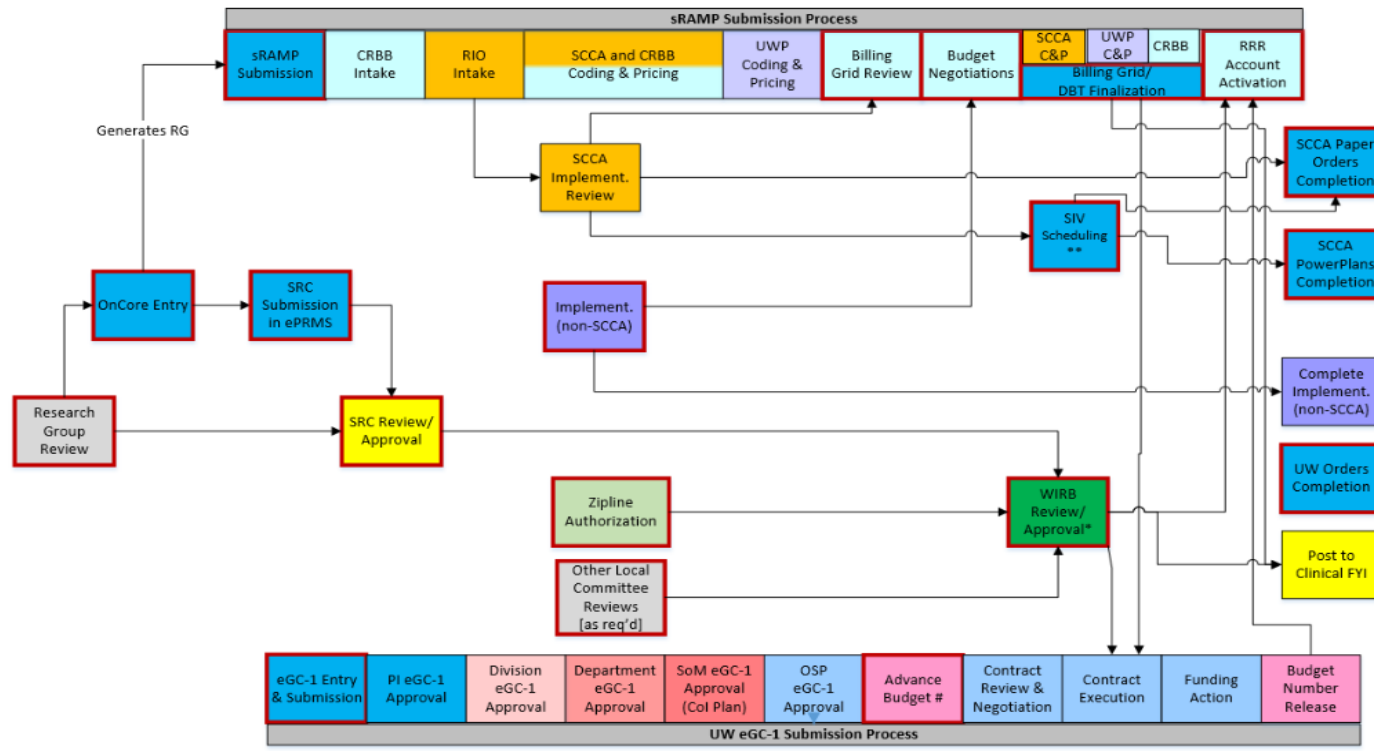 sRAMP Submission Process
sRAMP
Submission
CRBB
Intake
RIO
Intake
SCCA and CRBB
Coding & Pricing
UWP
Coding &
Pricing
Billing
Grid Review
Budget
Negotiations
SCCA
C&P
UWP
C&P
CRBB
Billing Grid/
DBT Finalization
RRR
Account
Activation
Generates RG
SCCA
Implement.
Review
SCCA Paper
Orders
Completion
SIV
Scheduling
**
SCCA
PowerPlans
Completion
OnCore Entry
SRC
Submission
in ePRMS
Implement.
(non-SCCA)
Complete
Implement.
(non-SCCA)
Research
Group
Review
SRC Review/
Approval
UW Orders
Completion
Zipline
Authorization
WIRB
Review/
Approval*
Post to
Clinical FYI
Other Local
Committee
Reviews
[as req'd]
eGC-1 Entry
& Submission
PI eGC-1
Approval
Division
eGC-1
Approval
Department
eGC-1
Approval
SoM eGC-1
Approval
(CoI Plan)
OSP
eGC-1
Approval
Advance
Budget #
Contract
Review &
Negotiation
Contract
Execution
Funding
Action
Budget
Number
Release
UW eGC-1 Submission Process